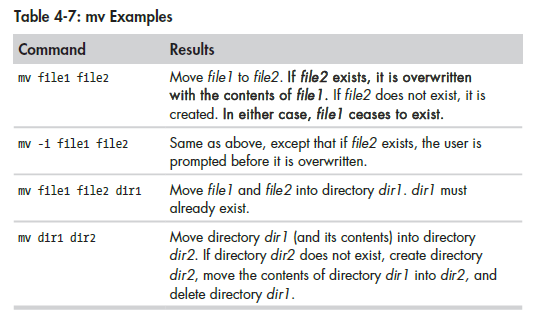 Table 4-7: mv Examples
Command Results
mv file1 file2 Move file1 to file2. If file2 exists, it is overwritten
with the contents of file1. If file2 does not exist, it is
created. In either case, file1 ceases to exist.
mv -i file1 file2 Same as above, except that if file2 exists, the user is
prompted before it is overwritten.
mv file1 file2 dir1 Move file1 and file2 into directory dir1. dir1 must
already exist.
mv dir1 dir2 Move directory dir1 (and its contents) into directory
dir2. If directory dir2 does not exist, create directory
dir2, move the contents of directory dir1 into dir2, and
delete directory dir1.